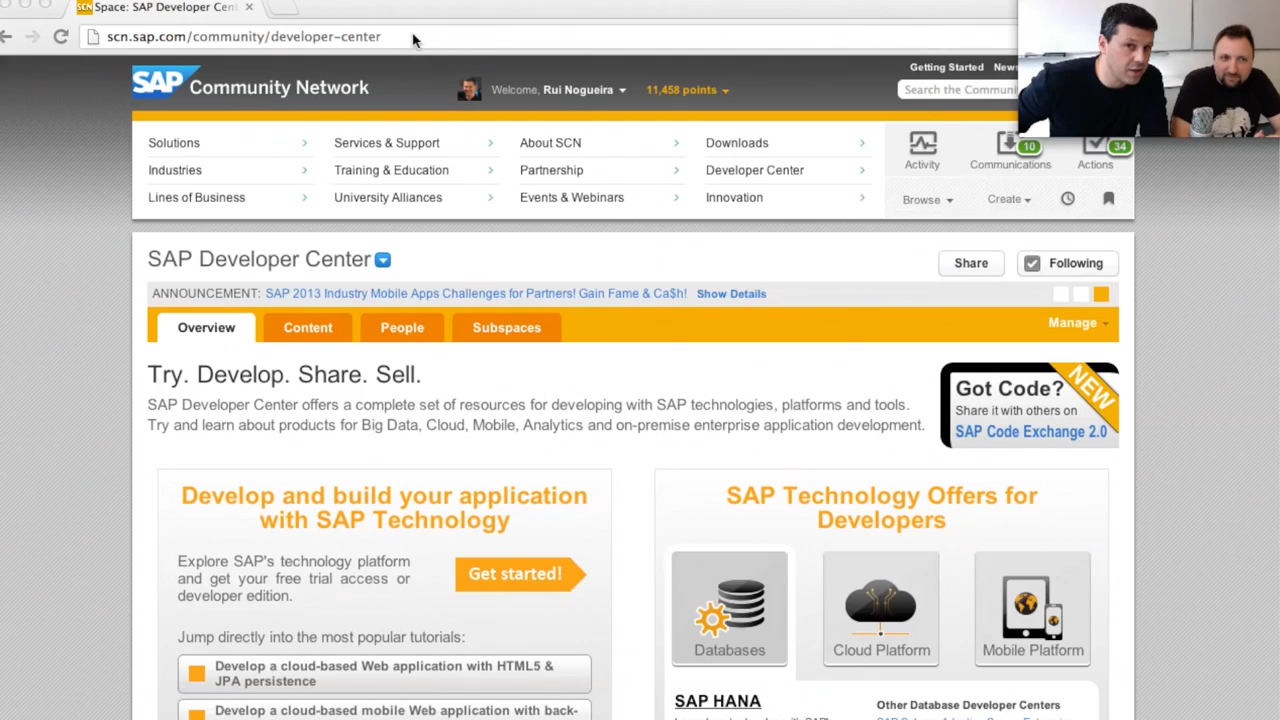 SCN Space: SAP Developer Cen
scn.sap.com/community/developer-center
SAP Community Network
Welcome, Rui Nogueira
11,458 points
Getting Started
News
Search the Communi
Solutions
Services & Support
About SCN
Downloads
Industries
Training & Education
Partnership
Developer Center
Lines of Business
University Alliances
Events & Webinars
Innovation
10
34
Activity
Communications
Actions
Browse
Create
SAP Developer Center
Share
Following
ANNOUNCEMENT: SAP 2013 Industry Mobile Apps Challenges for Partners! Gain Fame & Ca$h! Show Details
Overview
Content
People
Subspaces
Manage
Try. Develop. Share. Sell.
SAP Developer Center offers a complete set of resources for developing with SAP technologies, platforms and tools.
Try and learn about products for Big Data, Cloud, Mobile, Analytics and on-premise enterprise application development.
Got Code?
Share it with others on
SAP Code Exchange 2.0
NEW
Develop and build your application
with SAP Technology
Explore SAP's technology platform
and get your free trial access or
developer edition.
Get started!
Jump directly into the most popular tutorials:
Develop a cloud-based Web application with HTML5 &
JPA persistence
Develop a cloud-based mobile Web application with back-
SAP Technology Offers for
Developers
Databases
Cloud Platform
Mobile Platform
SAP HANA
Other Database Developer Centers